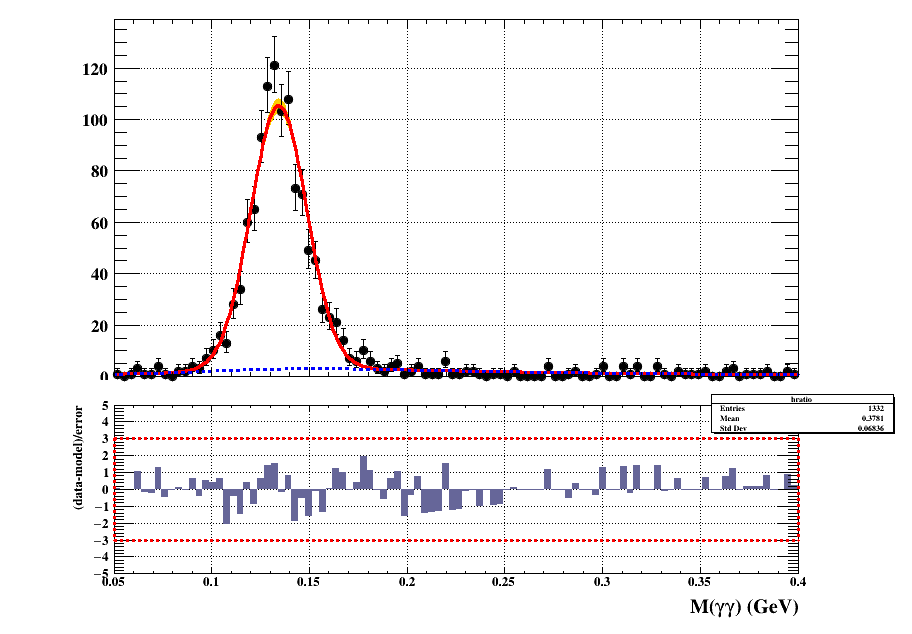 120
100
80
60
40
20
0
hratio
Entries 1332
Mean 0.3781
Std Dev 0.06836
(data-model)/error
5
4
3
2
1
0
−1
−2
−3
−4
−5
0.05 0.1 0.15 0.2 0.25 0.3 0.35 0.4
M(γγ) (GeV)